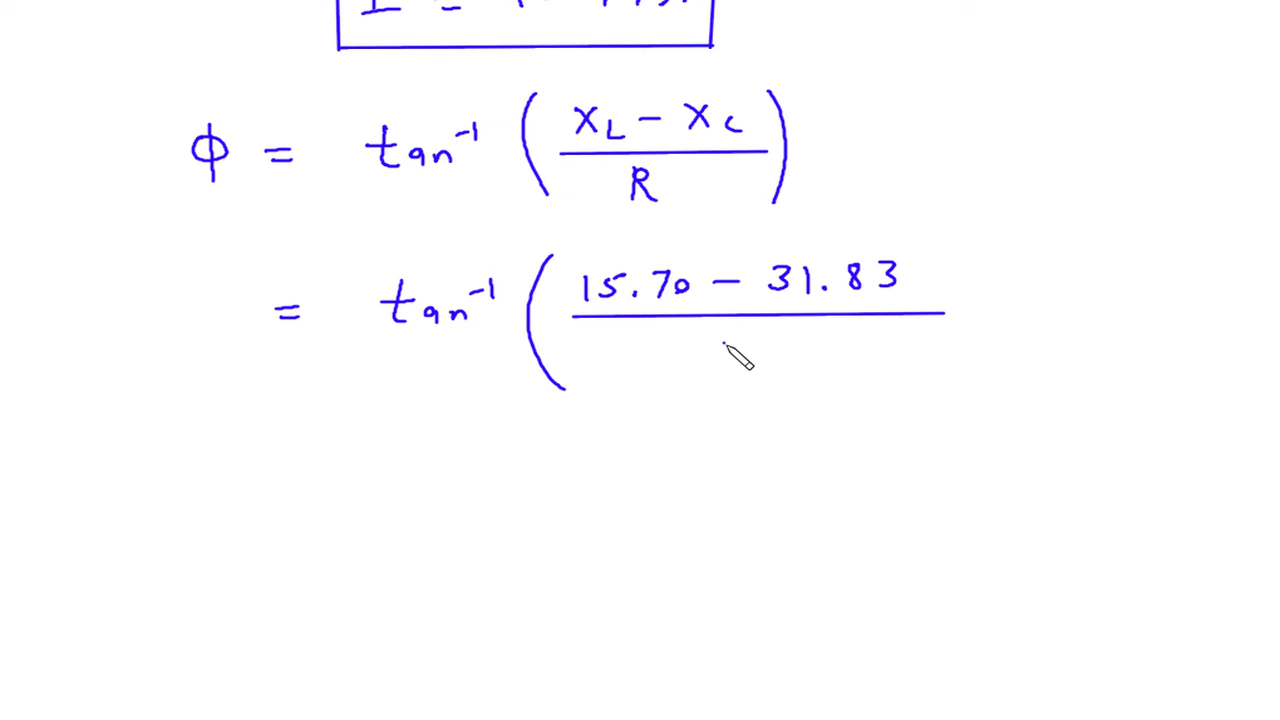 ϕ = tan⁻¹ ( (X_L - X_C) / R )
= tan⁻¹ ( 15.70 - 31.83